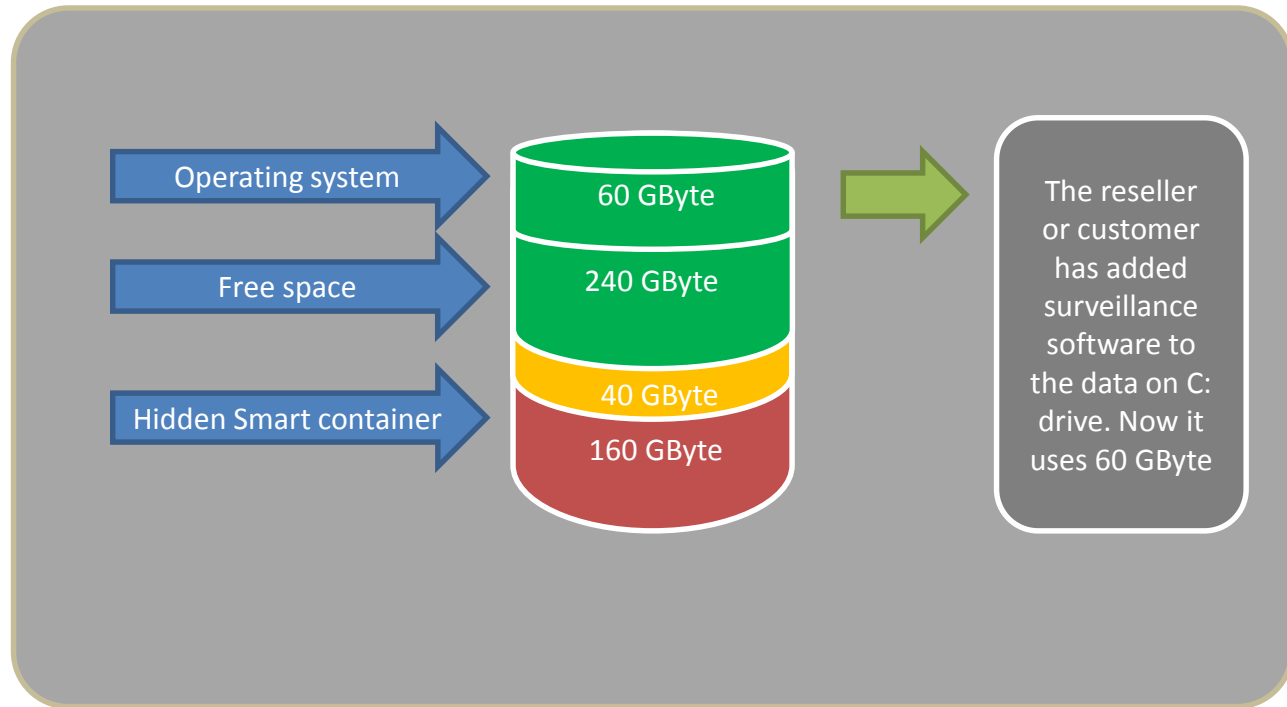 Operating system
60 GByte
Free space
240 GByte
Hidden Smart container
40 GByte
160 GByte
The reseller
or customer
has added
surveillance
software to
the data on C:
drive. Now it
uses 60 GByte